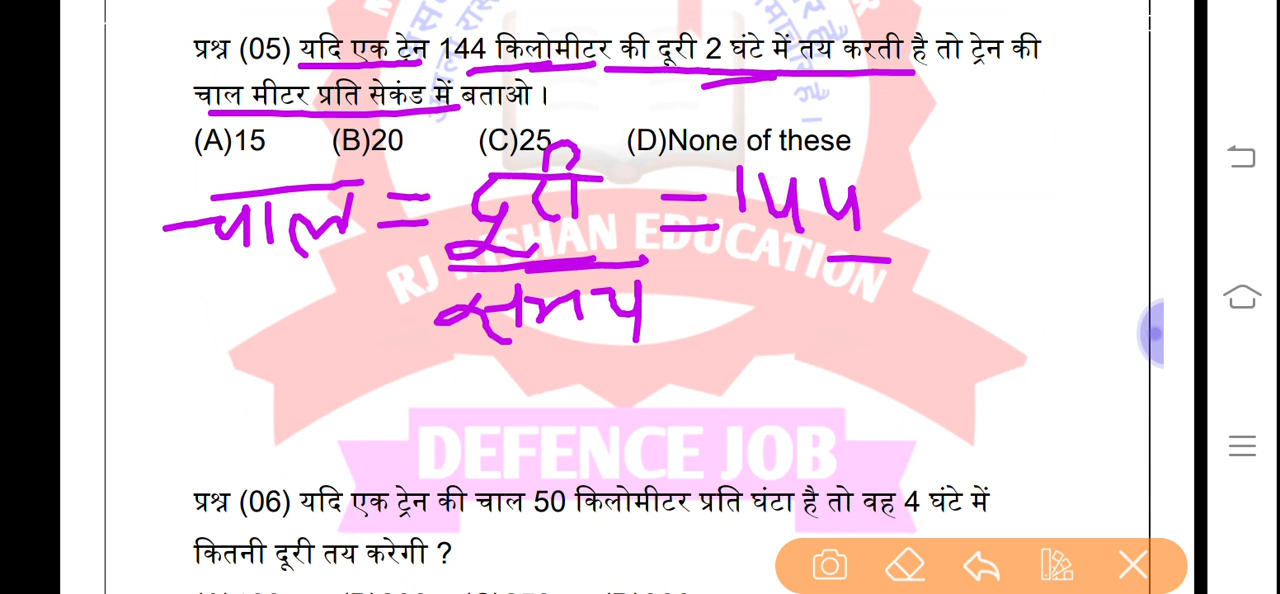 प्रश्न (05) यदि एक ट्रेन 144 किलोमीटर की दूरी 2 घंटे में तय करती है तो ट्रेन की
चाल मीटर प्रति सेकंड में बताओ।
(A)15 (B)20 (C)25 (D)None of these
चाल = दूरी = 144
समय
RJ KISHAN EDUCATION
DEFENCE JOB
प्रश्न (06) यदि एक ट्रेन की चाल 50 किलोमीटर प्रति घंटा है तो वह 4 घंटे में
कितनी दूरी तय करेगी ?